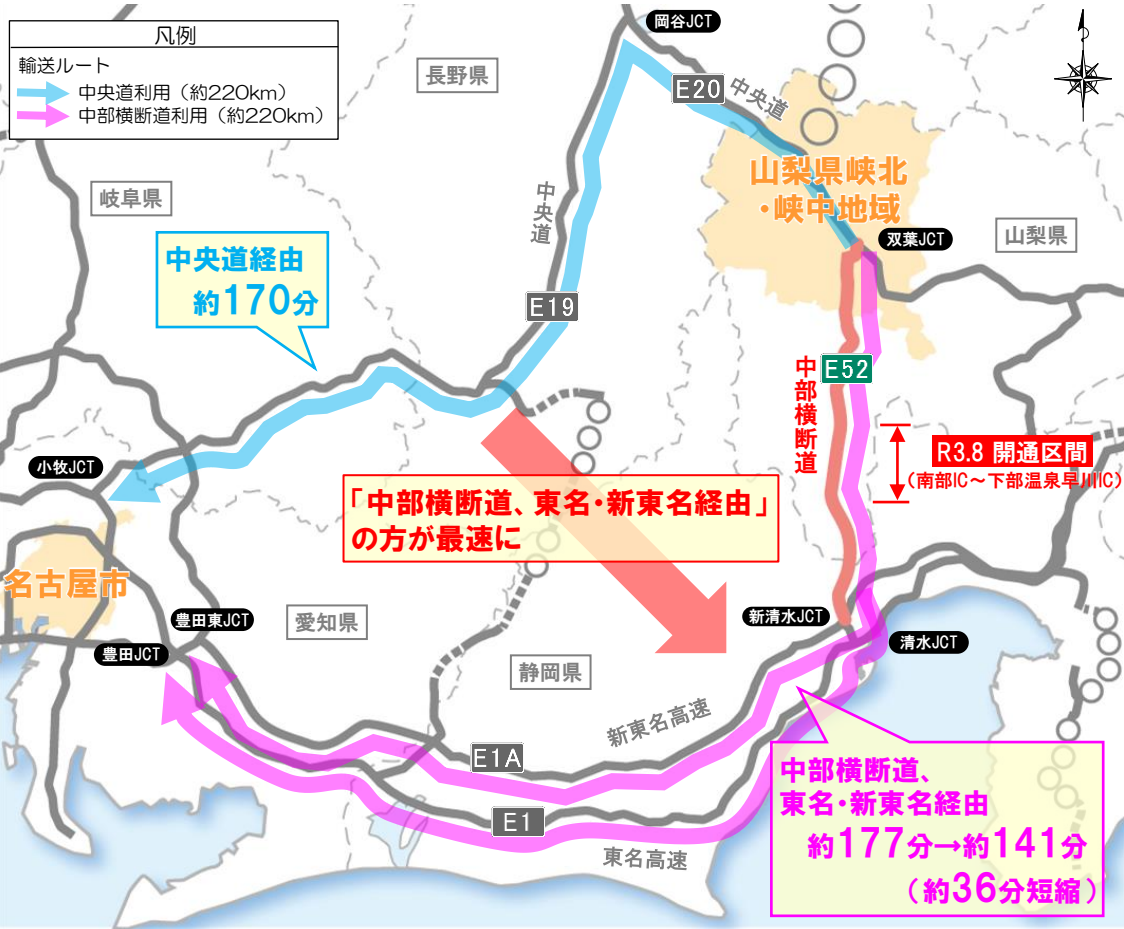 凡例
輸送ルート
中央道利用（約220km）
中部横断道利用（約220km）
岡谷JCT
長野県
E20
中央道
山梨県峡北
・峡中地域
岐阜県
中央道
双葉JCT
山梨県
中央道経由
約170分
E19
中部横断道
E52
R3.8 開通区間
（南部IC～下部温泉早川IC）
小牧JCT
「中部横断道、東名・新東名経由」
の方が最速に
名古屋市
豊田東JCT
愛知県
新清水JCT
豊田JCT
清水JCT
静岡県
新東名高速
E1A
中部横断道、
東名・新東名経由
約177分→約141分
（約36分短縮）
E1
東名高速